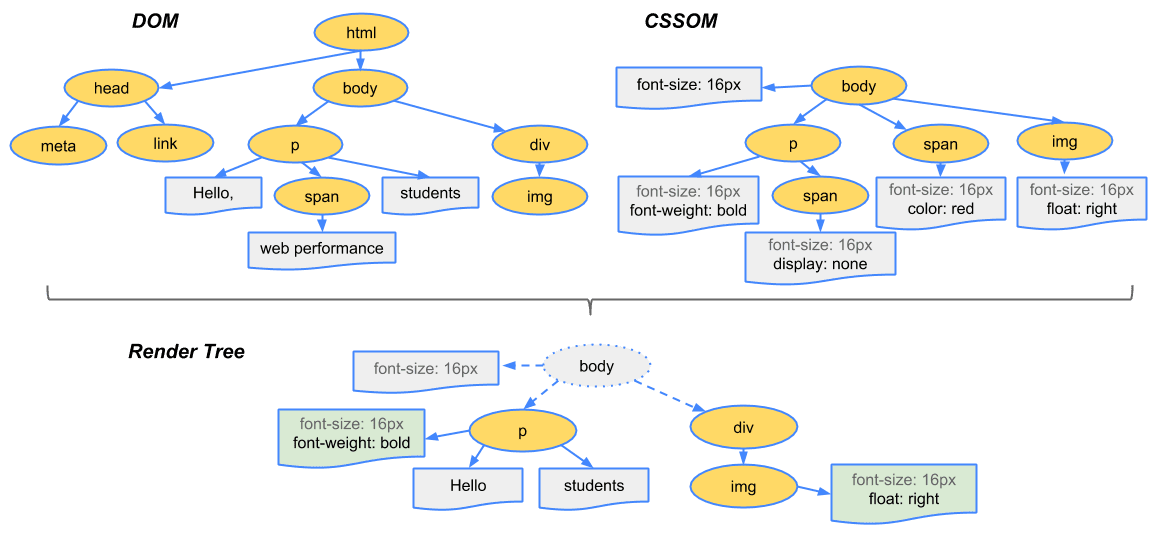 DOM
html
head
body
meta
link
p
div
Hello,
span
students
img
web performance
CSSOM
font-size: 16px
body
p
span
img
font-size: 16px
font-weight: bold
span
font-size: 16px
color: red
font-size: 16px
float: right
font-size: 16px
display: none
Render Tree
font-size: 16px
body
font-size: 16px
font-weight: bold
p
div
Hello
students
img
font-size: 16px
float: right